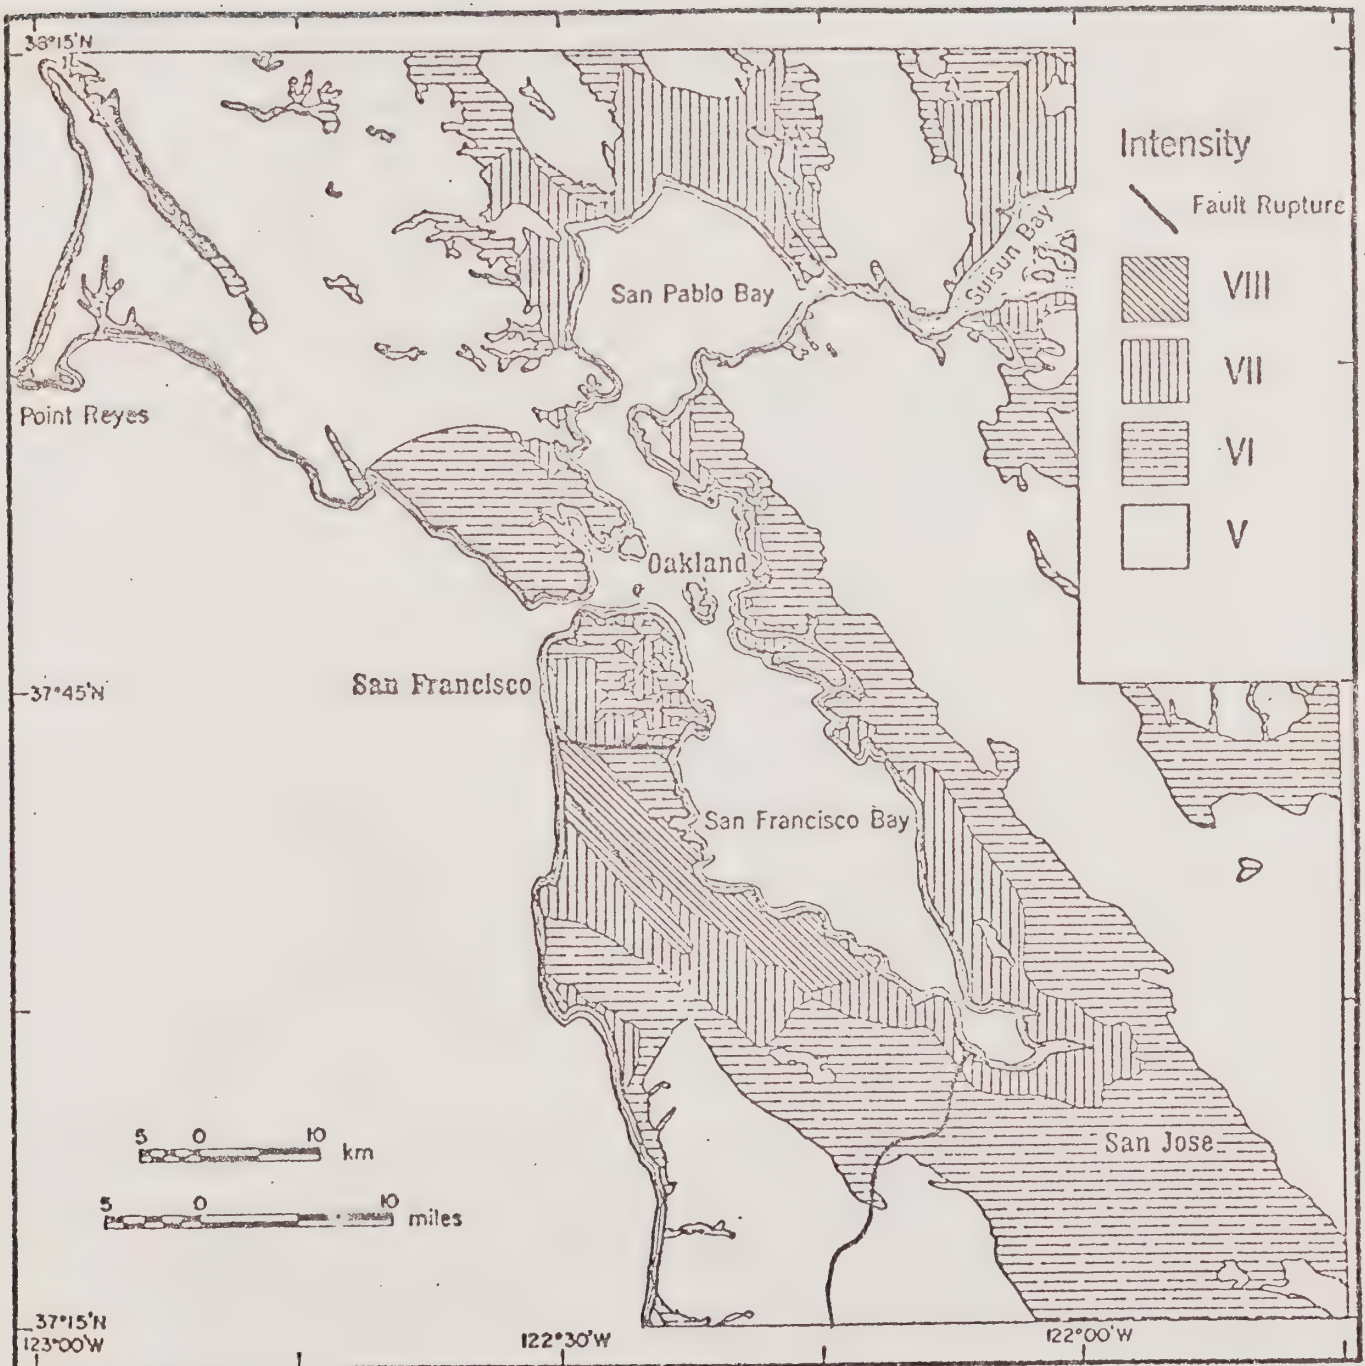 38°15'N
Intensity
Fault Rupture
Suisun Bay
VIII
San Pablo Bay
VII
Point Reyes
VI
V
Oakland
San Francisco
37°45'N
San Francisco Bay
5 0 10 km
San Jose
5 0 10 miles
37°15'N
123°00'W
122°30'W
122°00'W